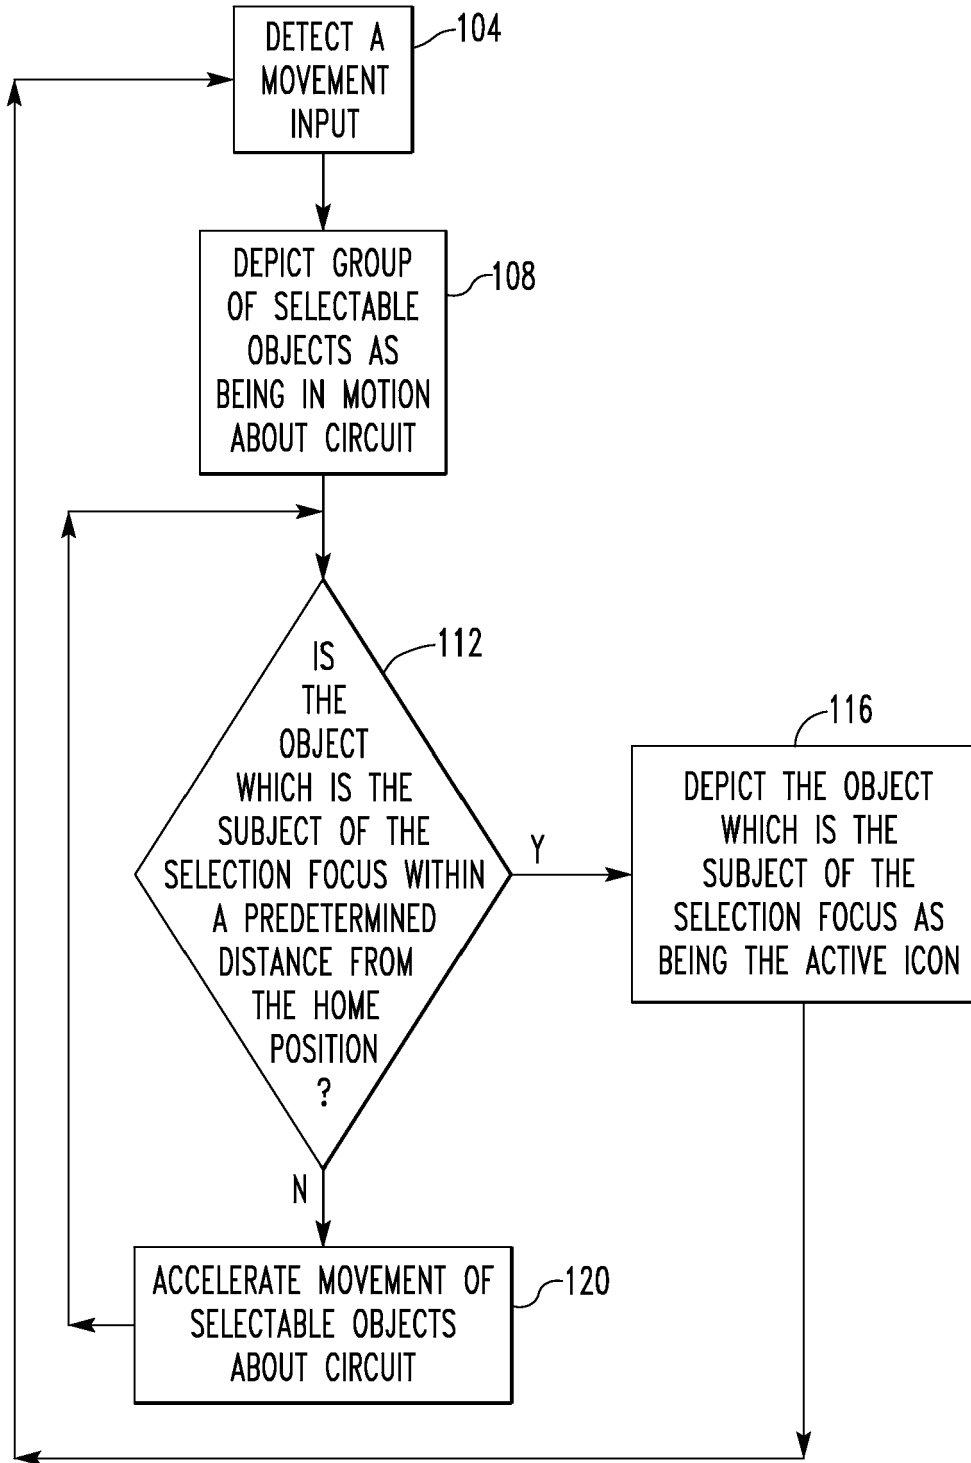 DETECT A
MOVEMENT
INPUT
104
DEPICT GROUP
OF SELECTABLE
OBJECTS AS
BEING IN MOTION
ABOUT CIRCUIT
108
IS
THE
OBJECT
WHICH IS THE
SUBJECT OF THE
SELECTION FOCUS WITHIN
A PREDETERMINED
DISTANCE FROM
THE HOME
POSITION
?
112
Y
116
DEPICT THE OBJECT
WHICH IS THE
SUBJECT OF THE
SELECTION FOCUS AS
BEING THE ACTIVE ICON
N
ACCELERATE MOVEMENT OF
SELECTABLE OBJECTS
ABOUT CIRCUIT
120